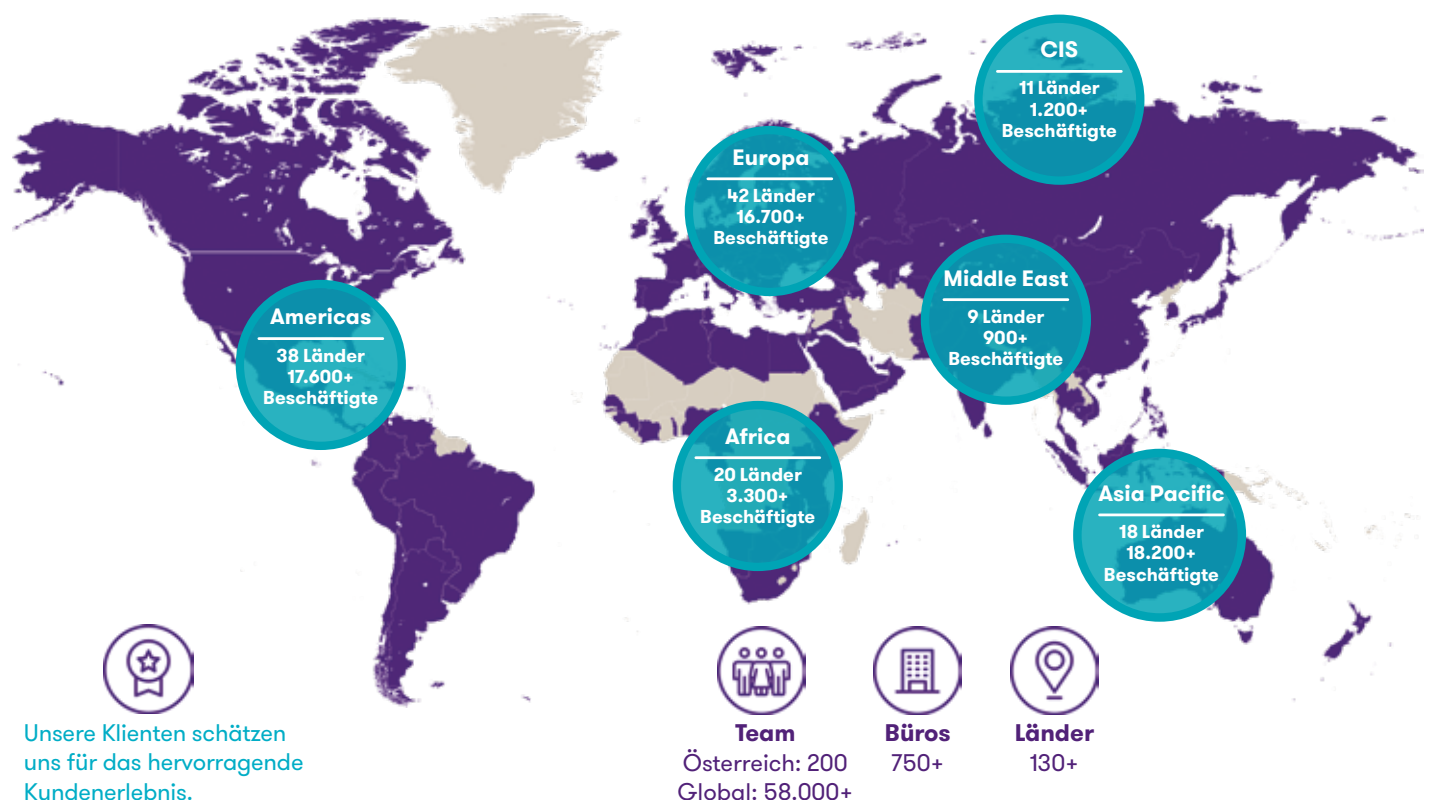 CIS
11 Länder
1.200+
Beschäftigte
Europa
42 Länder
16.700+
Beschäftigte
Middle East
9 Länder
900+
Beschäftigte
Americas
38 Länder
17.600+
Beschäftigte
Africa
20 Länder
3.300+
Beschäftigte
Asia Pacific
18 Länder
18.200+
Beschäftigte
Unsere Klienten schätzen
uns für das hervorragende
Kundenerlebnis.
Team
Österreich: 200
Global: 58.000+
Büros
750+
Länder
130+